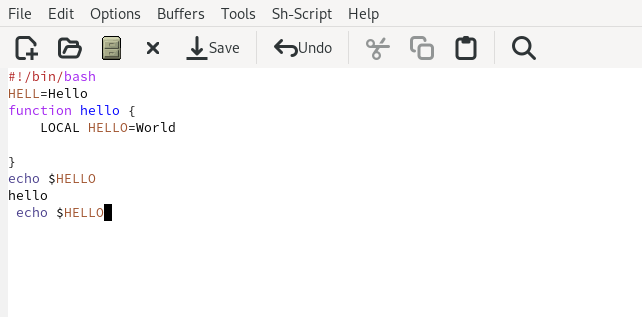 File Edit Options Buffers Tools Sh-Script Help
Save Undo
#!/bin/bash
HELL=Hello
function hello {
    LOCAL HELLO=World

}
echo $HELLO
hello
 echo $HELLO